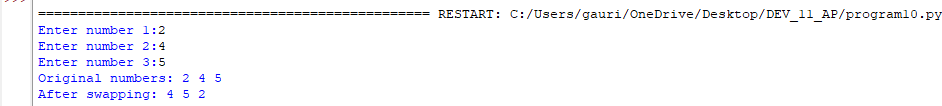 >>>
================================================= RESTART: C:/Users/gauri/OneDrive/Desktop/DEV_11_AP/program10.py
Enter number 1:2
Enter number 2:4
Enter number 3:5
Original numbers: 2 4 5
After swapping: 4 5 2